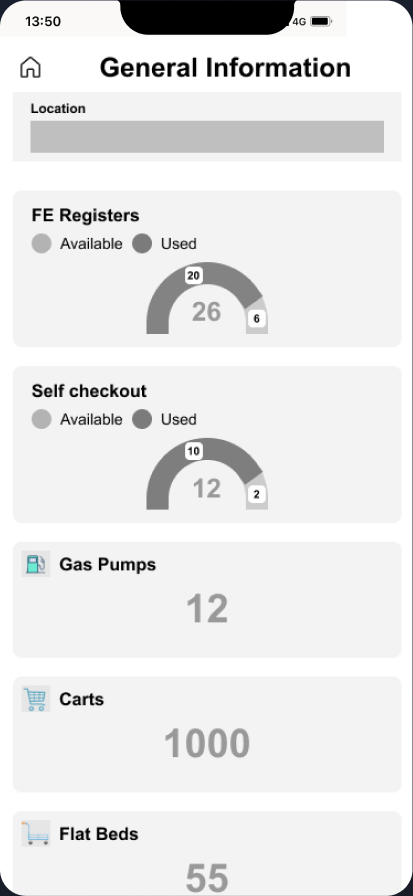 13:50
4G
General Information
Location
FE Registers
Available Used
20
26
6
Self checkout
Available Used
10
12
2
Gas Pumps
12
Carts
1000
Flat Beds
55